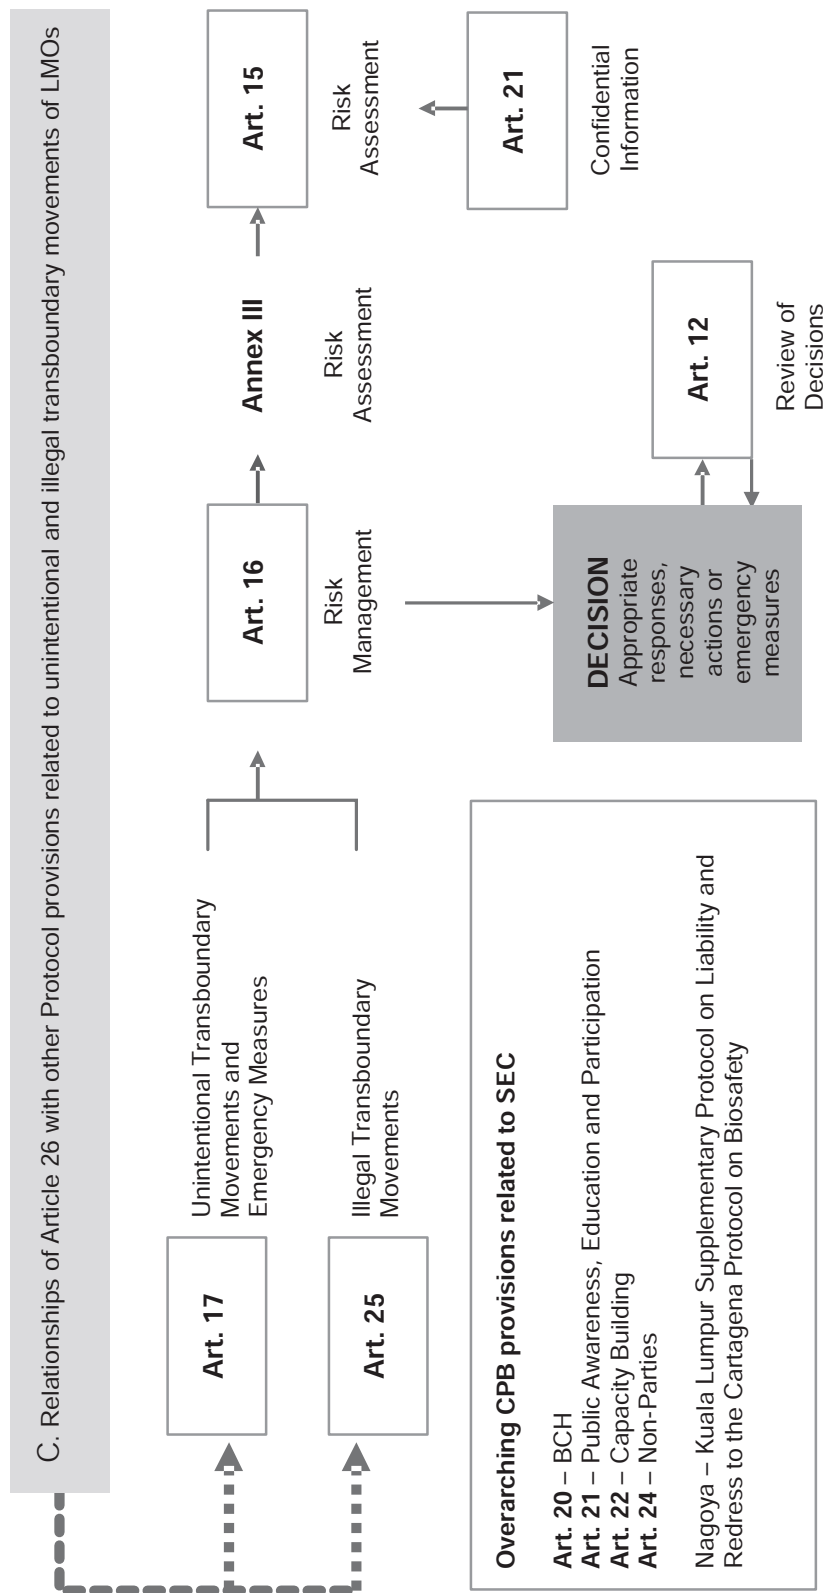 C. Relationships of Article 26 with other Protocol provisions related to unintentional and illegal transboundary movements of LMOs
Art. 17
Unintentional Transboundary
Movements and
Emergency Measures
Art. 25
Illegal Transboundary
Movements
Art. 16
Risk
Management
Annex III
Risk
Assessment
Art. 15
Risk
Assessment
Art. 21
Confidential
Information
DECISION
Appropriate
responses,
necessary
actions or
emergency
measures
Art. 12
Review of
Decisions
Overarching CPB provisions related to SEC
Art. 20 – BCH
Art. 21 – Public Awareness, Education and Participation
Art. 22 – Capacity Building
Art. 24 – Non-Parties
Nagoya – Kuala Lumpur Supplementary Protocol on Liability and
Redress to the Cartagena Protocol on Biosafety